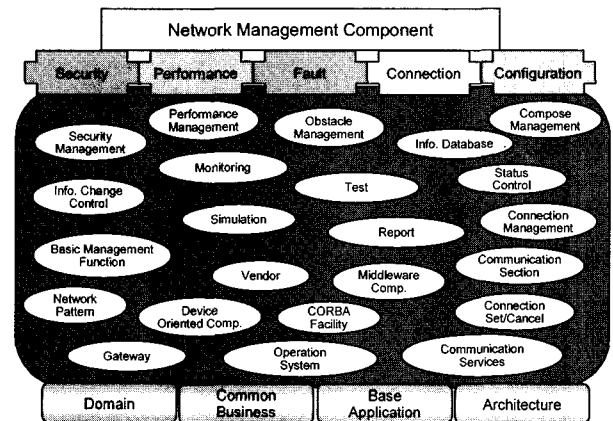 Network Management Component
Security
Performance
Fault
Connection
Configuration
Performance
Management
Obstacle
Management
Compose
Management
Security
Management
Info. Database .
Monitoring
Status
Control
Test
Info. Change
Control
Simulation
Report
Connection
Management
Basic Management
Function
Vendor
Middleware
Comp.
Communication
Section
Network
Pattern
Device
Oriented Comp.
CORBA
Facility
Connection
Set/Cancel
Gateway
Operation
System
Communication
Services
Domain
Common
Business
Base
Application
Architecture